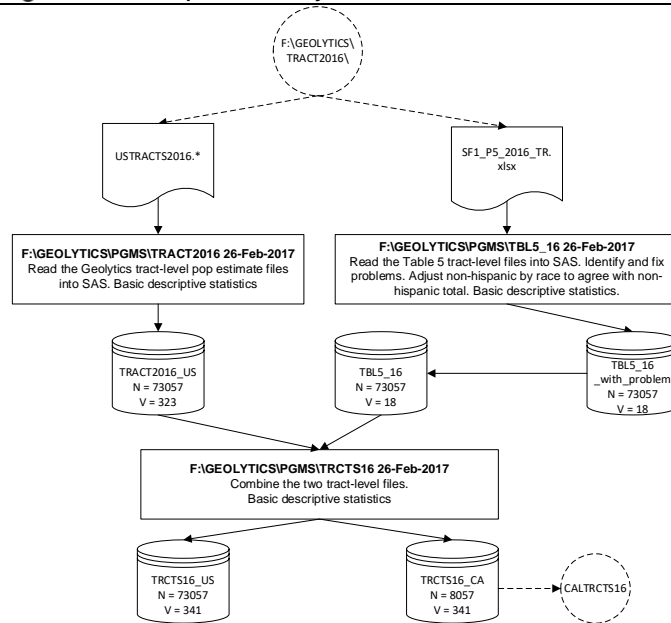 F:\GEOLYTICS\
TRACT2016\
USTRACTS2016.*
SF1_P5_2016_TR.
xlsx
F:\GEOLYTICS\PGMS\TRACT2016 26-Feb-2017
Read the Geolytics tract-level pop estimate files
into SAS. Basic descriptive statistics
F:\GEOLYTICS\PGMS\TBL5_16 26-Feb-2017
Read the Table 5 tract-level files into SAS. Identify and fix
problems. Adjust non-hispanic by race to agree with non-
hispanic total. Basic descriptive statistics.
TRACT2016_US
N = 73057
V = 323
TBL5_16
N = 73057
V = 18
TBL5_16
_with_problem
N = 73057
V = 18
F:\GEOLYTICS\PGMS\TRCTS16 26-Feb-2017
Combine the two tract-level files.
Basic descriptive statistics
TRCTS16_US
N = 73057
V = 341
TRCTS16_CA
N = 8057
V = 341
CALTRCTS16